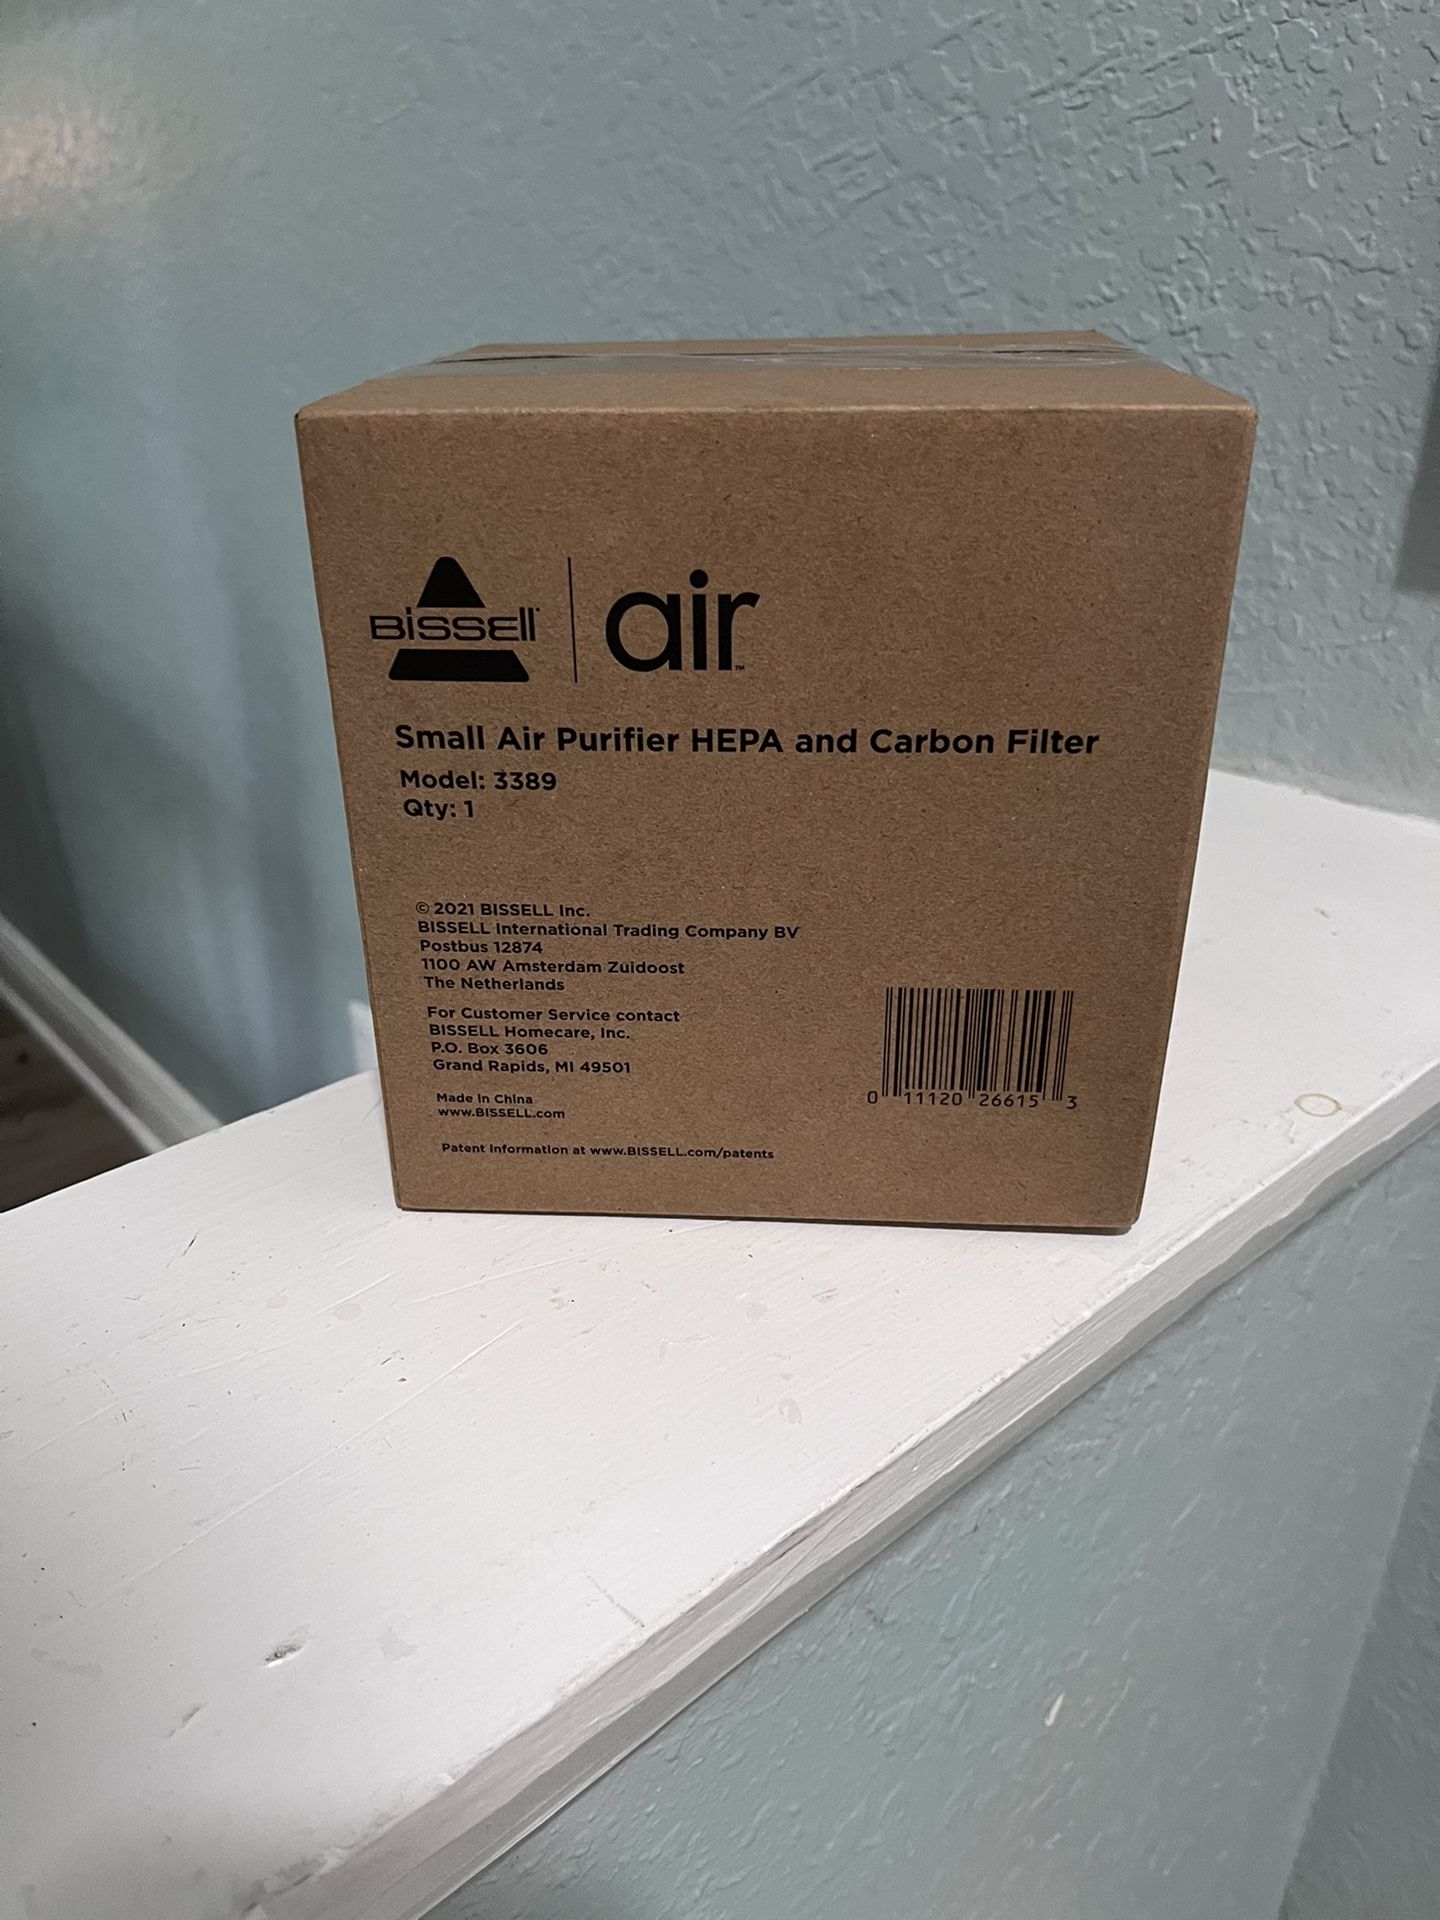 BISSELL | air™
Small Air Purifier HEPA and Carbon Filter
Model: 3389
Qty: 1
© 2021 BISSELL Inc.
BISSELL International Trading Company BV
Postbus 12874
1100 AW Amsterdam Zuidoost
The Netherlands
For Customer Service contact
BISSELL Homecare, Inc.
P.O. Box 3606
Grand Rapids, MI 49501
Made in China
www.BISSELL.com
Patent information at www.BISSELL.com/patents
0 11120 26615 3